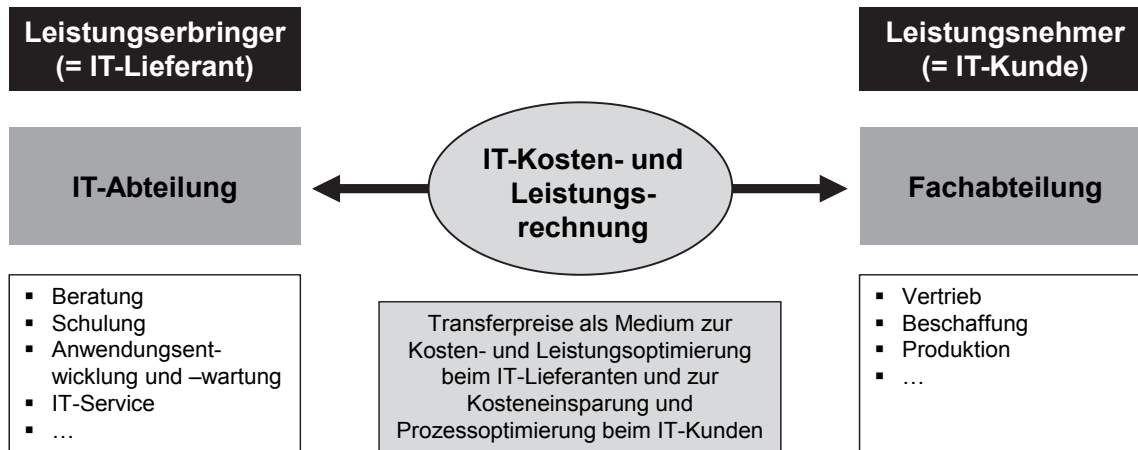 Leistungserbringer
(= IT-Lieferant)
Leistungsnehmer
(= IT-Kunde)
IT-Abteilung
IT-Kosten- und
Leistungs-
rechnung
Fachabteilung
▪ Beratung
▪ Schulung
▪ Anwendungsent-
wicklung und –wartung
▪ IT-Service
▪ …
Transferpreise als Medium zur
Kosten- und Leistungsoptimierung
beim IT-Lieferanten und zur
Kosteneinsparung und
Prozessoptimierung beim IT-Kunden
▪ Vertrieb
▪ Beschaffung
▪ Produktion
▪ …